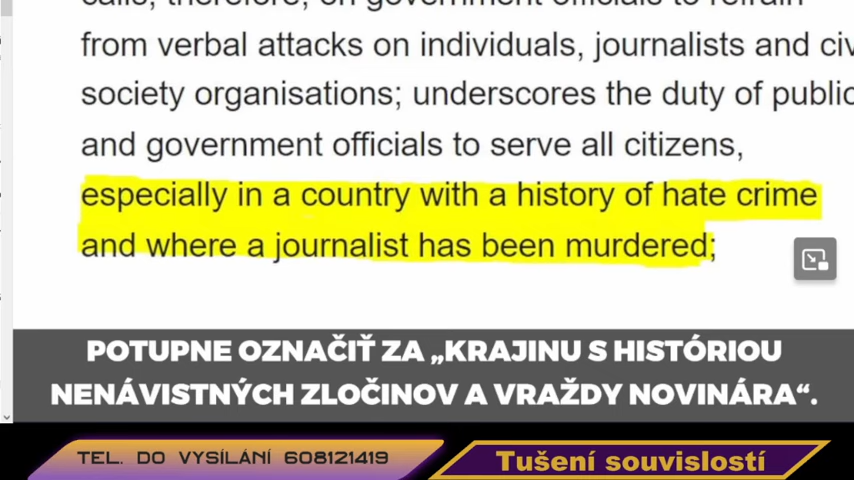 from verbal attacks on individuals, journalists and civ
society organisations; underscores the duty of public
and government officials to serve all citizens,
especially in a country with a history of hate crime
and where a journalist has been murdered;
POTUPNE OZNAČIŤ ZA „KRAJINU S HISTÓRIOU
NENÁVISTNÝCH ZLOČINOV A VRAŽDY NOVINÁRA“.
TEL. DO VYSÍLÁNÍ 608121419
Tušení souvislostí